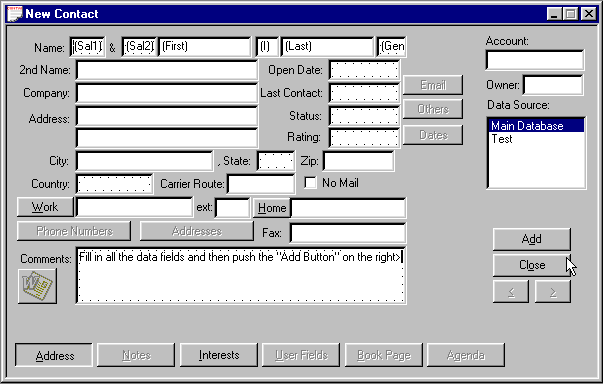 New Contact
Name: (Sal1) & (Sal2) (First) (I) (Last) (Gen
Account:
2nd Name: Open Date:
Company: Last Contact: Email
Owner:
Address: Status: Others
Data Source:
Rating: Dates
Main Database
Test
City: , State: Zip:
Country: Carrier Route: No Mail
Work ext: Home
Phone Numbers Addresses Fax:
Add
Comments: Fill in all the data fields and then push the "Add Button" on the right>
Close
< >
Address Notes Interests User Fields Book Page Agenda